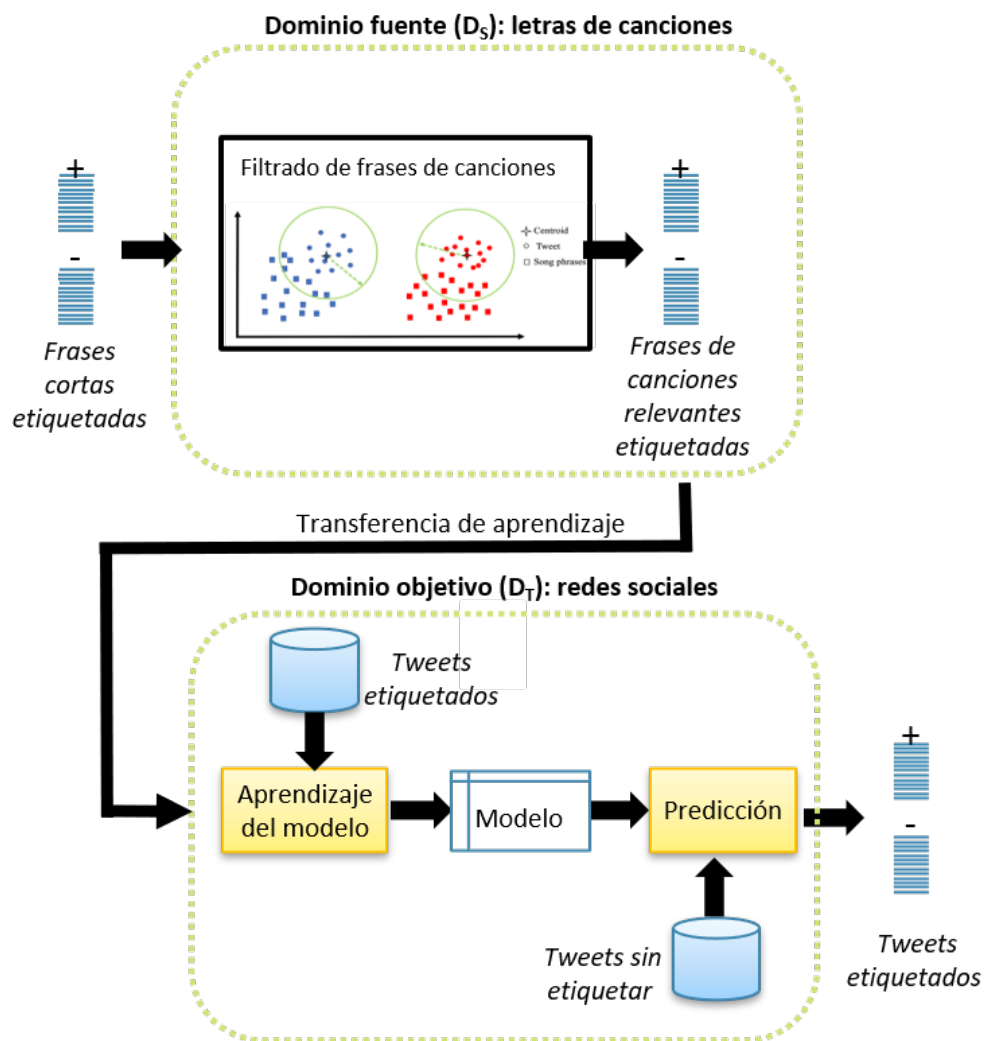 Dominio fuente (DS): letras de canciones
Filtrado de frases de canciones
Centroid
Tweet
Song phrases
+
-
Frases
cortas
etiquetadas
+
-
Frases de
canciones
relevantes
etiquetadas
Transferencia de aprendizaje
Dominio objetivo (DT): redes sociales
Tweets
etiquetados
Aprendizaje
del modelo
Modelo
Predicción
Tweets sin
etiquetar
+
-
Tweets
etiquetados